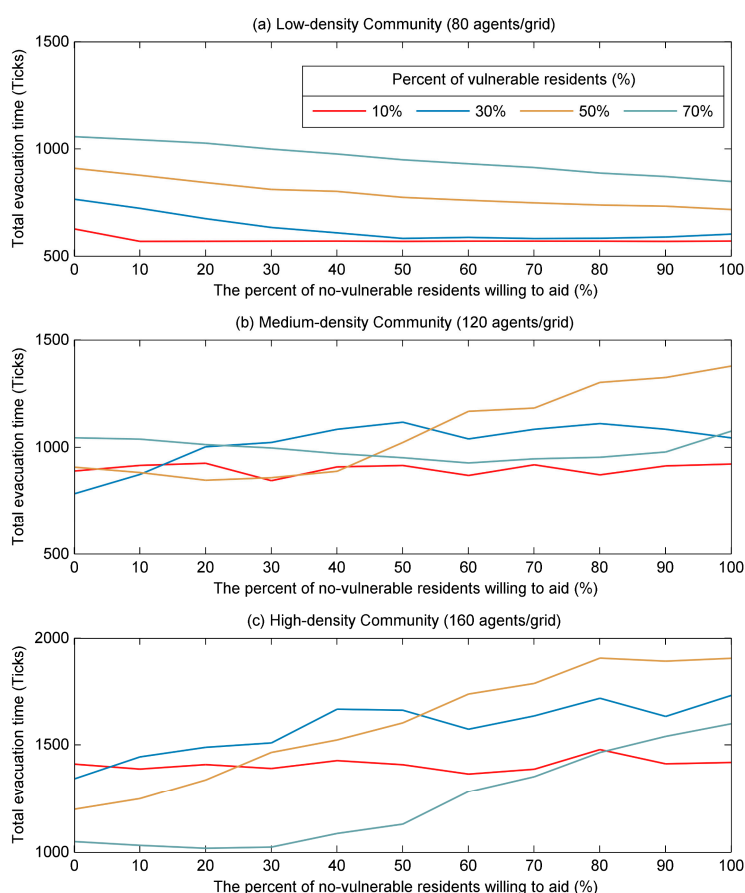 (a) Low-density Community (80 agents/grid)
1500
1000
500
Total evacuation time (Ticks)
Percent of vulnerable residents (%)
10% 30% 50% 70%
0 10 20 30 40 50 60 70 80 90 100
The percent of no-vulnerable residents willing to aid (%)
(b) Medium-density Community (120 agents/grid)
1500
1000
500
Total evacuation time (Ticks)
0 10 20 30 40 50 60 70 80 90 100
The percent of no-vulnerable residents willing to aid (%)
(c) High-density Community (160 agents/grid)
2000
1500
1000
Total evacuation time (Ticks)
0 10 20 30 40 50 60 70 80 90 100
The percent of no-vulnerable residents willing to aid (%)